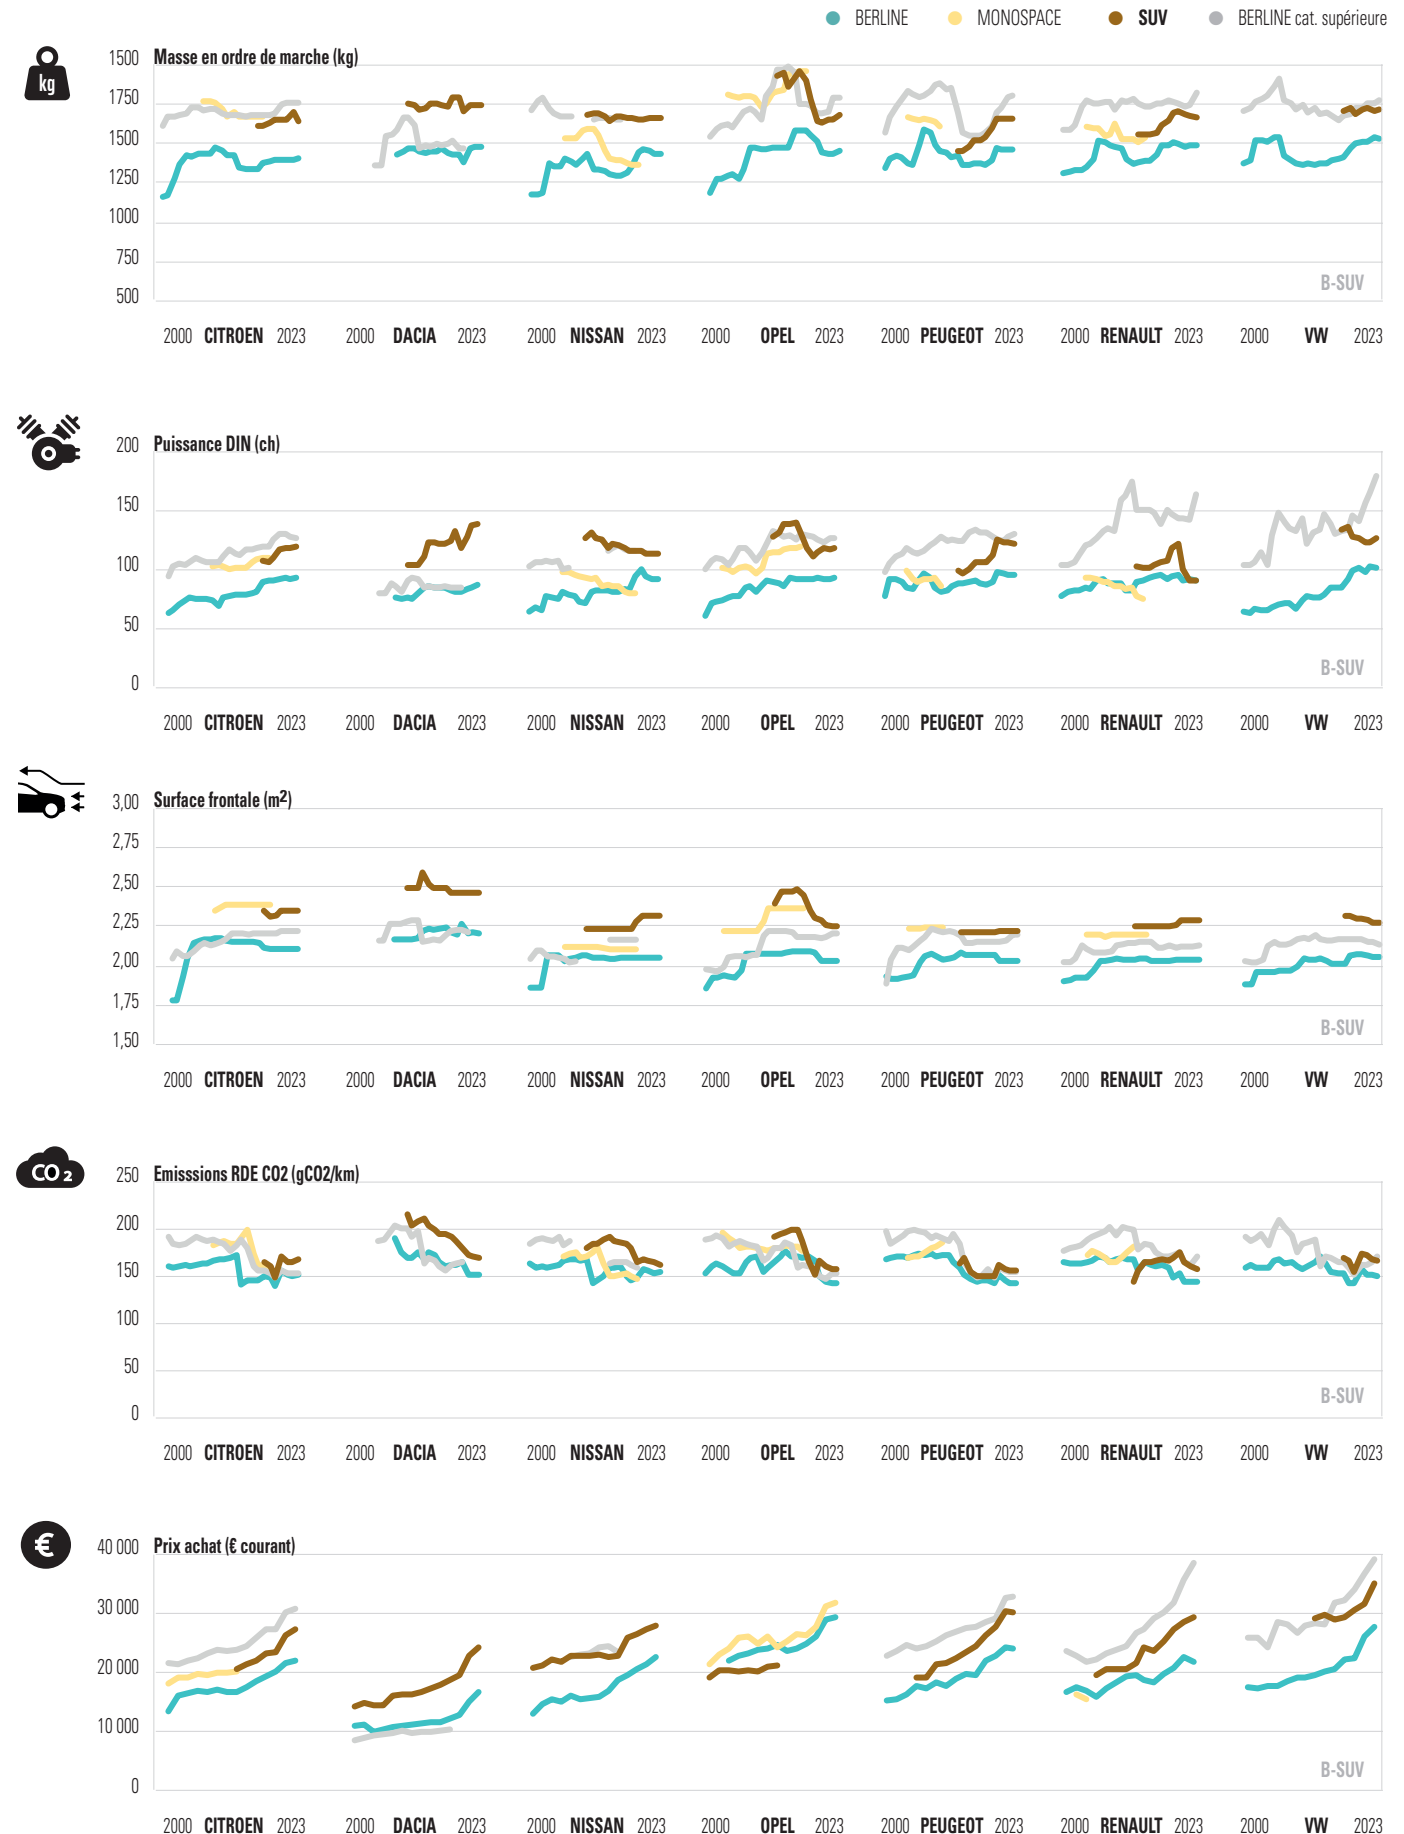 BERLINE MONOSPACE SUV BERLINE cat. supérieure
kg
Masse en ordre de marche (kg)
1500
1750
1500
1250
1000
750
500
B-SUV
2000 CITROEN 2023 2000 DACIA 2023 2000 NISSAN 2023 2000 OPEL 2023 2000 PEUGEOT 2023 2000 RENAULT 2023 2000 VW 2023
Puissance DIN (ch)
200
150
100
50
0
B-SUV
2000 CITROEN 2023 2000 DACIA 2023 2000 NISSAN 2023 2000 OPEL 2023 2000 PEUGEOT 2023 2000 RENAULT 2023 2000 VW 2023
Surface frontale (m2)
3,00
2,75
2,50
2,25
2,00
1,75
1,50
B-SUV
2000 CITROEN 2023 2000 DACIA 2023 2000 NISSAN 2023 2000 OPEL 2023 2000 PEUGEOT 2023 2000 RENAULT 2023 2000 VW 2023
CO2
Emisssions RDE CO2 (gCO2/km)
250
200
150
100
50
0
B-SUV
2000 CITROEN 2023 2000 DACIA 2023 2000 NISSAN 2023 2000 OPEL 2023 2000 PEUGEOT 2023 2000 RENAULT 2023 2000 VW 2023
€
Prix achat (€ courant)
40 000
30 000
20 000
10 000
0
B-SUV
2000 CITROEN 2023 2000 DACIA 2023 2000 NISSAN 2023 2000 OPEL 2023 2000 PEUGEOT 2023 2000 RENAULT 2023 2000 VW 2023